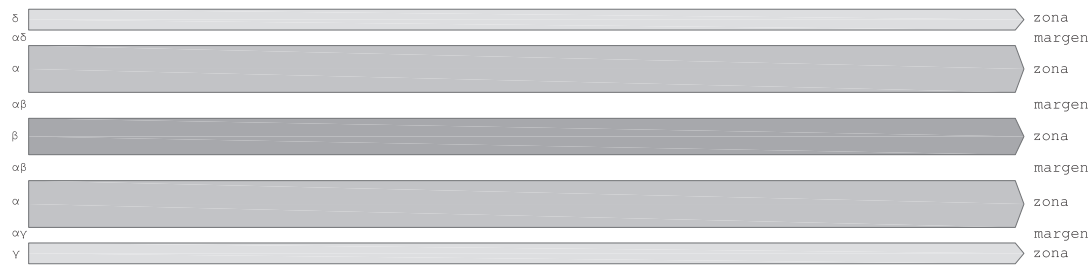 δ zona
αδ margen
α zona
αβ margen
β zona
αβ margen
α zona
αγ margen
γ zona